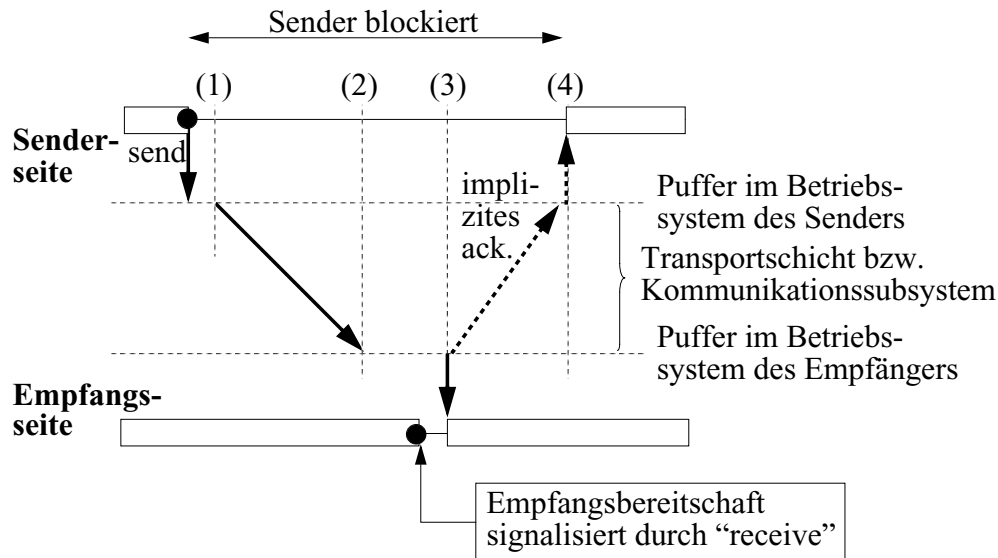 Sender blockiert
(1) (2) (3) (4)
Sender-
seite
send
impli-
zites
ack.
Puffer im Betriebs-
system des Senders
Transportschicht bzw.
Kommunikationssubsystem
Puffer im Betriebs-
system des Empfängers
Empfangs-
seite
Empfangsbereitschaft
signalisiert durch “receive”